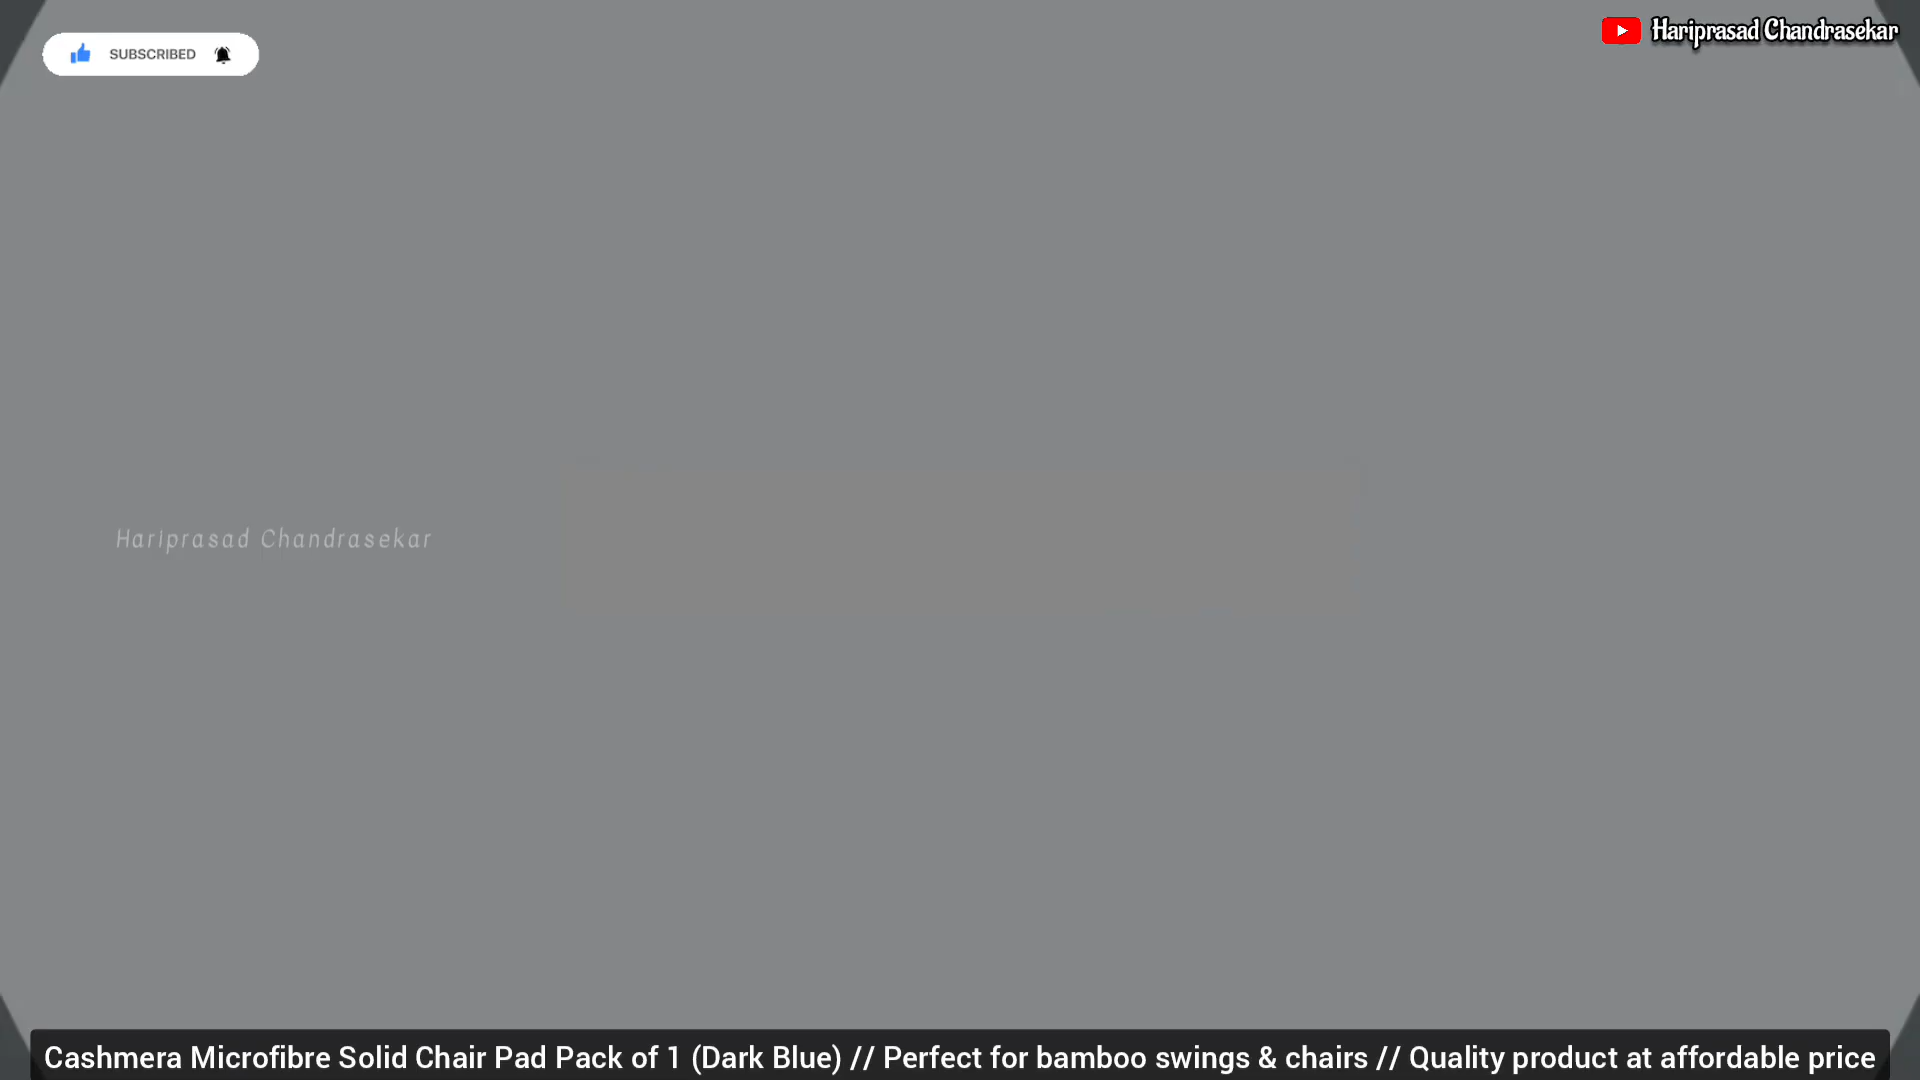 SUBSCRIBED
Hariprasad Chandrasekar
Hariprasad Chandrasekar
Cashmera Microfibre Solid Chair Pad Pack of 1 (Dark Blue) // Perfect for bamboo swings & chairs // Quality product at affordable price